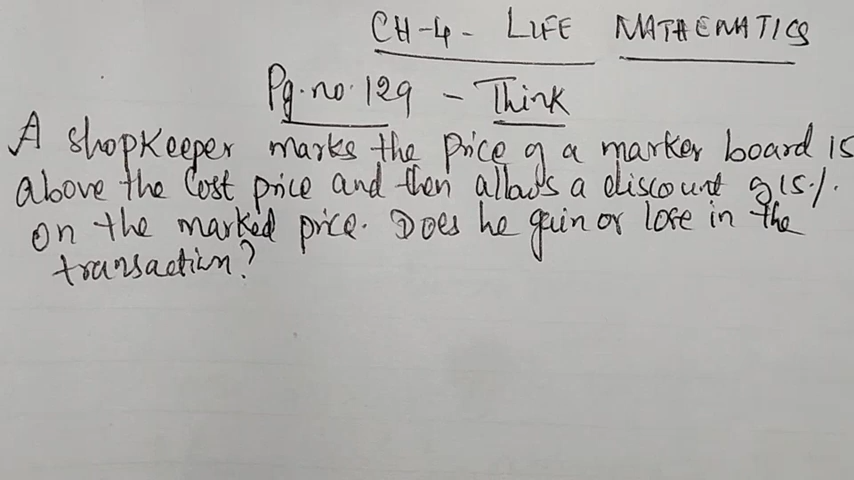 CH-4 - LIFE MATHEMATICS
Pg.no.129 - Think
A shopkeeper marks the price of a marker board 15
above the cost price and then allows a discount of 15%.
on the marked price. Does he gain or lose in the
transaction?